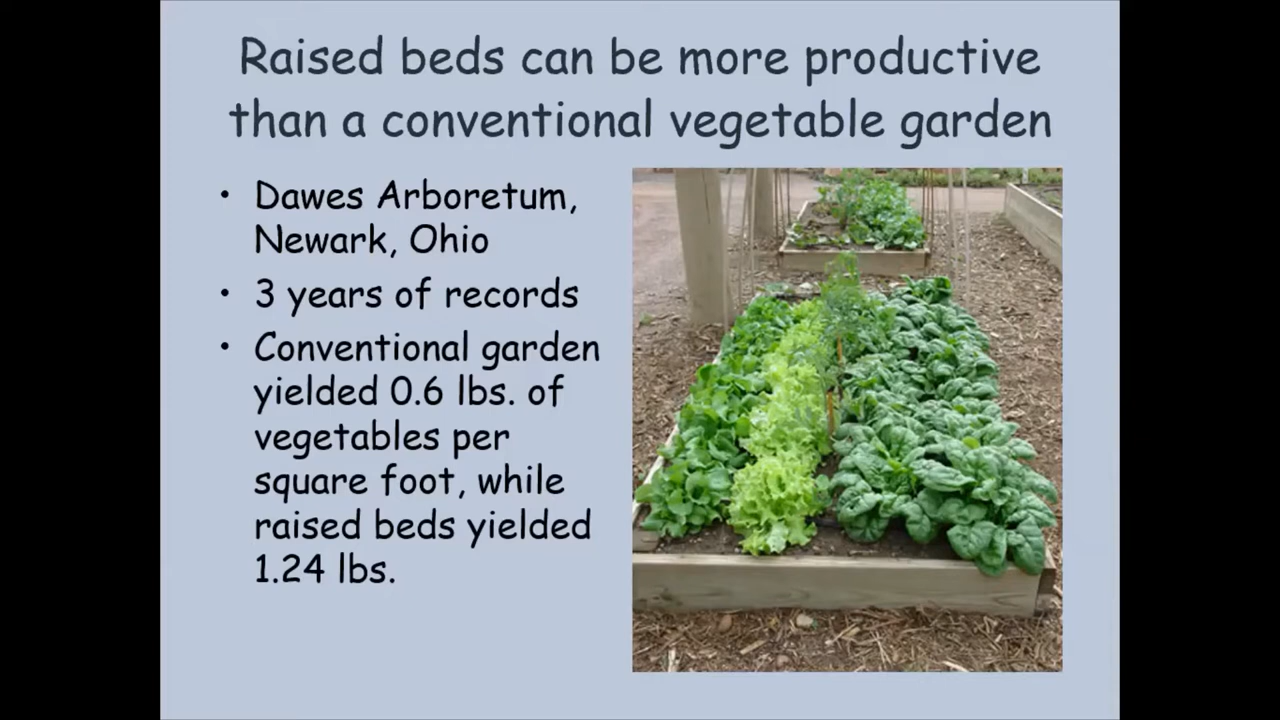 Raised beds can be more productive
than a conventional vegetable garden
• Dawes Arboretum,
Newark, Ohio
• 3 years of records
• Conventional garden
yielded 0.6 lbs. of
vegetables per
square foot, while
raised beds yielded
1.24 lbs.